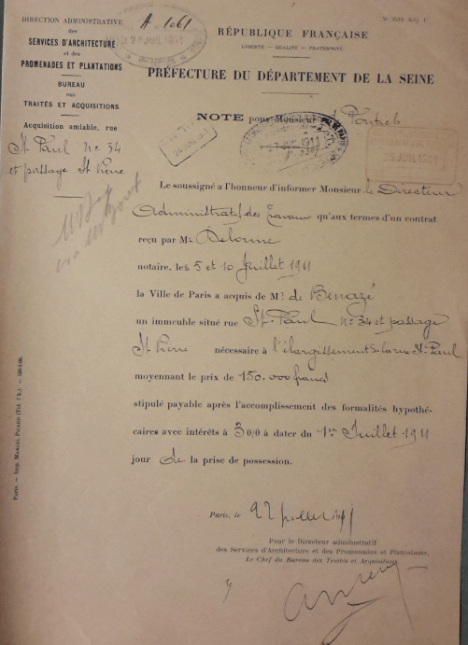 DIRECTION ADMINISTRATIVE
des
SERVICES D'ARCHITECTURE
et des
PROMENADES ET PLANTATIONS
BUREAU
des
TRAITÉS ET ACQUISITIONS
Acquisition amiable, rue
St Paul No 34
et passage St Pierre
A. 1061
RÉPUBLIQUE FRANÇAISE
LIBERTÉ — ÉGALITÉ — FRATERNITÉ
PRÉFECTURE DU DÉPARTEMENT DE LA SEINE
NOTE pour Monsieur
Le soussigné a l'honneur d'informer Monsieur le Directeur
Administratif des Travaux qu'aux termes d'un contrat
reçu par Me Delorme
notaire, les 5 et 10 Juillet 1911
la Ville de Paris a acquis de Mr de Benazé
un immeuble situé rue St Paul No 34 et passage
St Pierre nécessaire à l'élargissement de la rue St Paul
moyennant le prix de 150.000 francs
stipulé payable après l'accomplissement des formalités hypothé-
caires avec intérêts à 3 0/0 à dater du 1er Juillet 1911
jour de la prise de possession.
Paris, le 22 juillet 1911
Pour le Directeur administratif
des Services d'Architecture et des Promenades et Plantations,
Le Chef du Bureau des Traités et Acquisitions